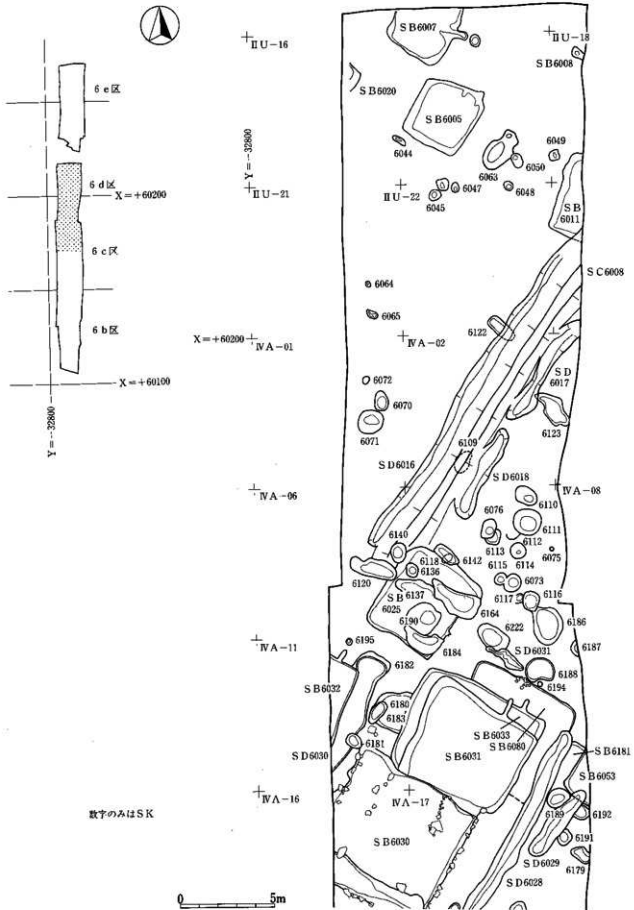 ⅡU-16
ⅡU-18
SB6007
SB6008
6e区
SB6020
SB6005
Y=-32800
6044
6049
6050
6063
6d区
X=+60200
ⅡU-21
ⅡU-22
6047
6048
6045
SB
6011
6c区
SC6008
6064
6065
6122
6b区
X=+60200
ⅣA-01
ⅣA-02
SD
6017
X=+60100
6072
6070
6071
6123
Y=-32800
6109
SD6016
SD6018
ⅣA-06
ⅣA-08
6110
6076
6111
6112
6140
6113
6114
6075
6118
6142
6136
6115
6073
6120
SB
6025
6137
6117
6116
6164
6190
6186
6222
ⅣA-11
6195
6184
SD6031
6187
6182
6188
SB6032
6194
6180
6183
SB6033
SB6080
SB6031
SB6181
SD6030
6181
SB6053
ⅣA-16
ⅣA-17
6189
6192
数字のみはSK
6191
SB6030
SD6029
6179
SD6028
0 5m